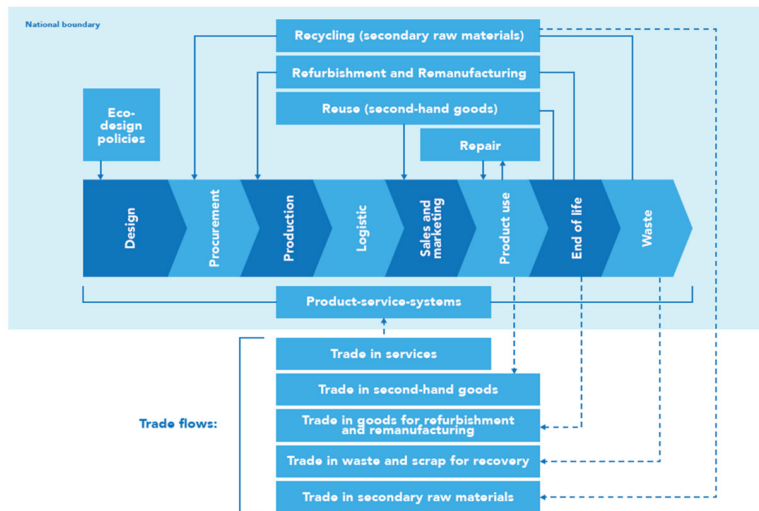 National boundary
Recycling (secondary raw materials)
Refurbishment and Remanufacturing
Reuse (second-hand goods)
Eco-
design
policies
Repair
Design
Procurement
Production
Logistic
Sales and
marketing
Product use
End of life
Waste
Product-service-systems
Trade in services
Trade in second-hand goods
Trade flows:
Trade in goods for refurbishment
and remanufacturing
Trade in waste and scrap for recovery
Trade in secondary raw materials